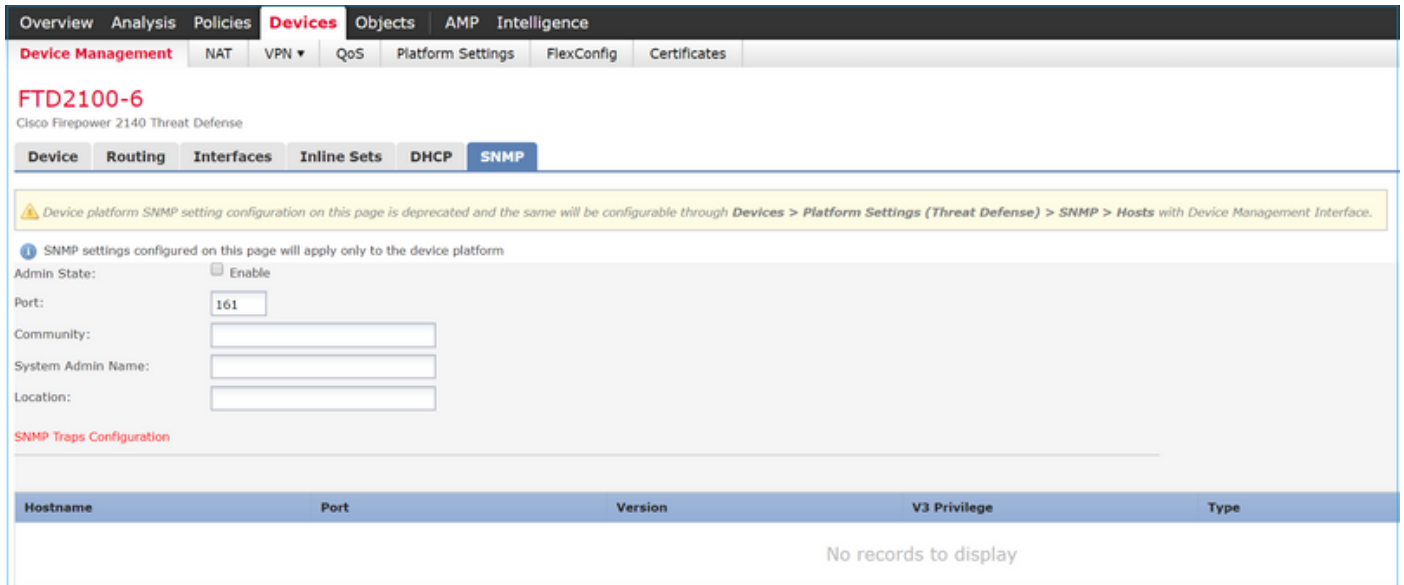 Overview Analysis Policies Devices Objects AMP Intelligence
Device Management NAT VPN ▼ QoS Platform Settings FlexConfig Certificates
FTD2100-6
Cisco Firepower 2140 Threat Defense
Device Routing Interfaces Inline Sets DHCP SNMP
Device platform SNMP setting configuration on this page is deprecated and the same will be configurable through Devices > Platform Settings (Threat Defense) > SNMP > Hosts with Device Management Interface.
SNMP settings configured on this page will apply only to the device platform
Admin State: Enable
Port: 161
Community:
System Admin Name:
Location:
SNMP Traps Configuration
Hostname Port Version V3 Privilege Type
No records to display